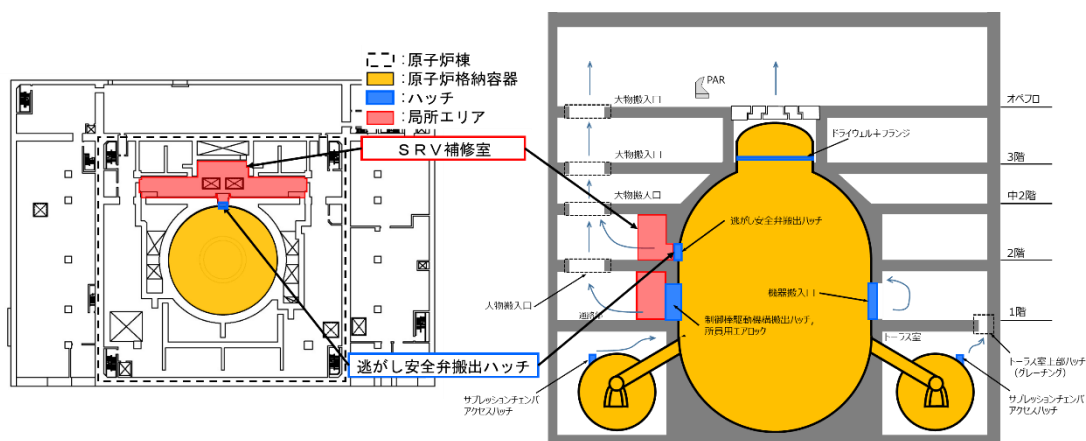 ：原子炉棟
：原子炉格納容器
：ハッチ
：局所エリア
ＳＲＶ補修室
逃がし安全弁搬出ハッチ
PAR
大物搬入口
オペフロ
ドライウェル主フランジ
大物搬入口
3階
大物搬入口
中2階
逃がし安全弁搬出ハッチ
2階
大物搬入口
機器搬入口
制御棒駆動機構搬出ハッチ，
所員用エアロック
1階
トーラス室
トーラス室上部ハッチ
(グレーチング)
サプレッションチェンバ
アクセスハッチ
サプレッションチェンバ
アクセスハッチ